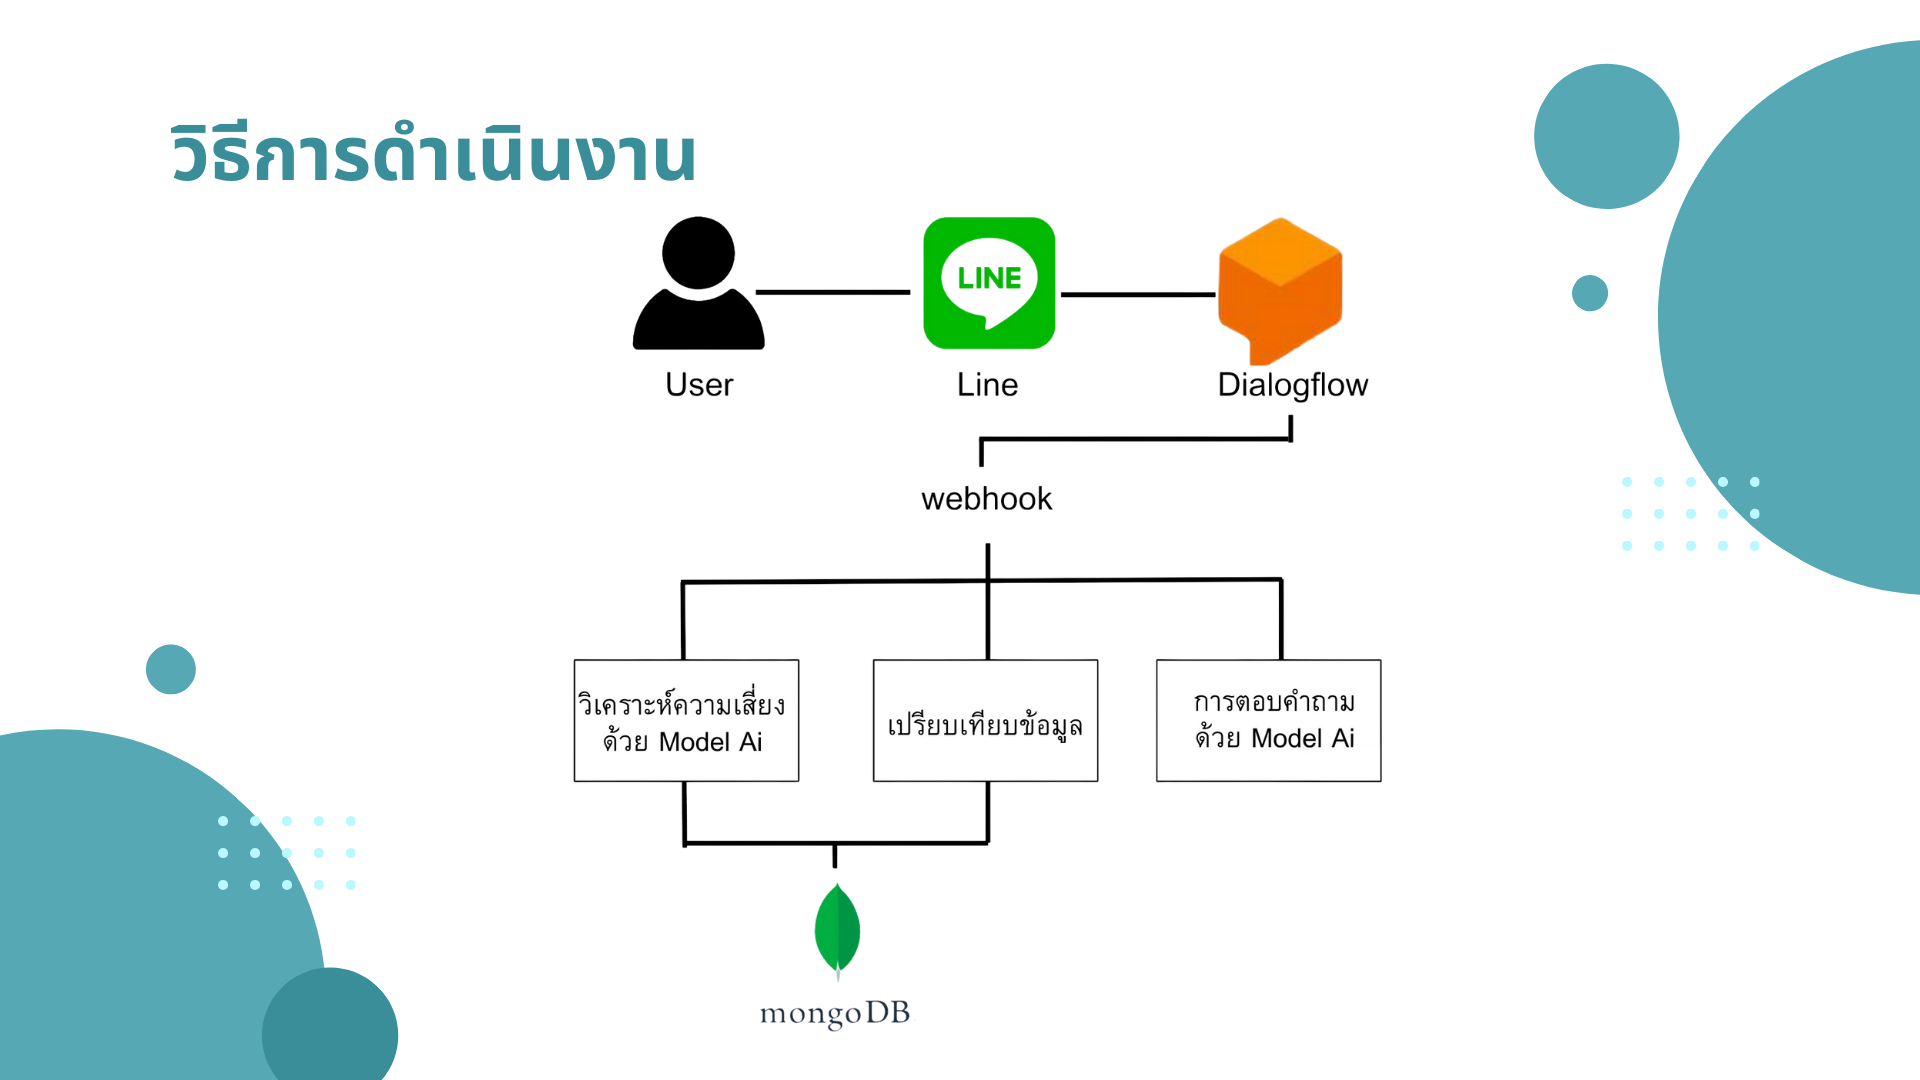 วิธีการดำเนินงาน
LINE
User
Line
Dialogflow
webhook
วิเคราะห์ความเสี่ยง
ด้วย Model Ai
เปรียบเทียบข้อมูล
การตอบคำถาม
ด้วย Model Ai
mongoDB